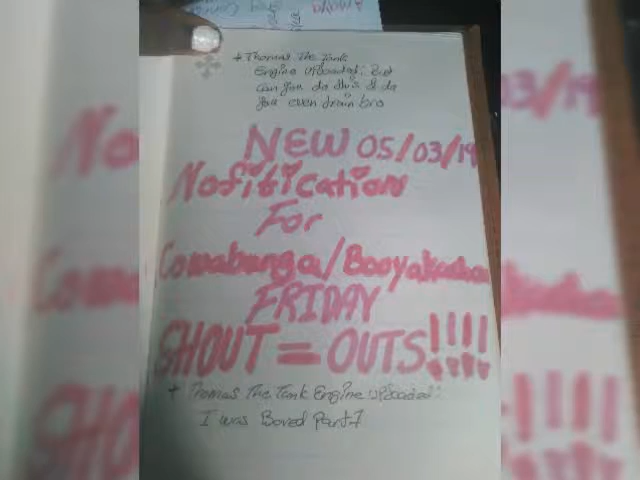 + Thomas The Tank
Engine uploaded: But
can you do this & do
you even train bro
NEW 05/03/19
Notification
For
Cowabunga/Booyakasha
FRIDAY
SHOUT=OUTS!!!!
+ Thomas The Tank Engine uploaded:
I was Bored Part 7